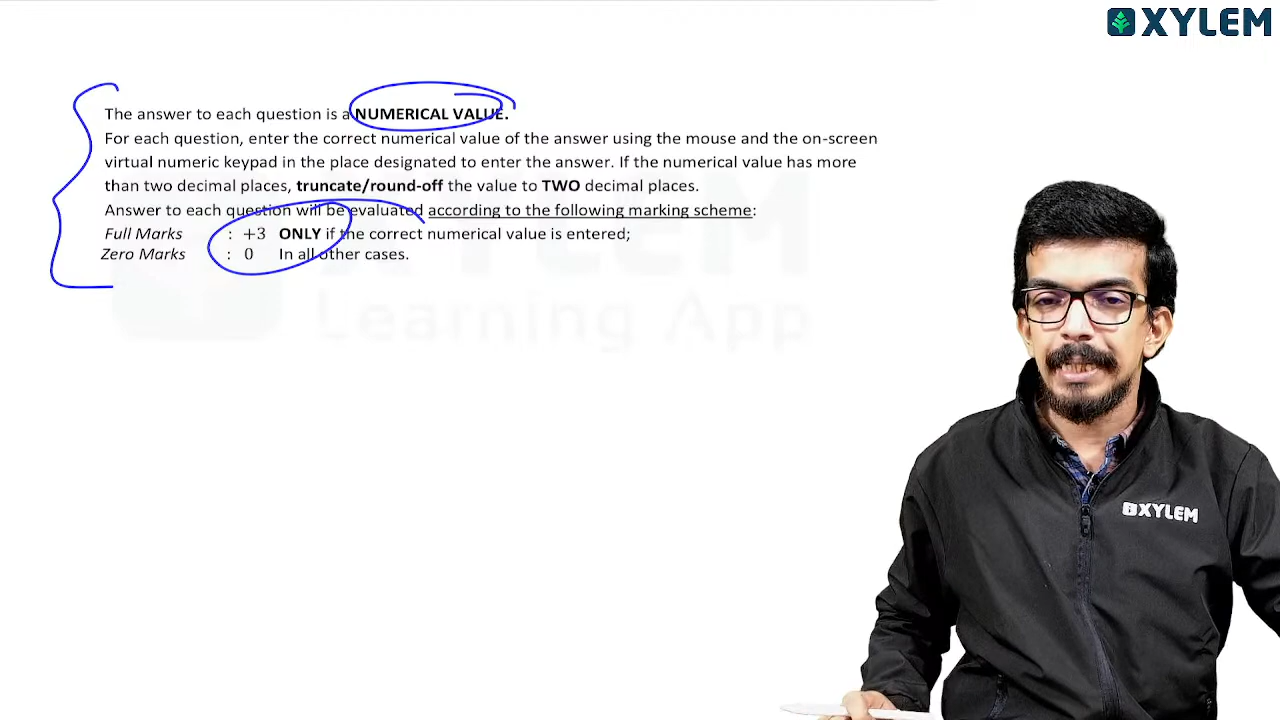 XYLEM
The answer to each question is a NUMERICAL VALUE.
For each question, enter the correct numerical value of the answer using the mouse and the on-screen
virtual numeric keypad in the place designated to enter the answer. If the numerical value has more
than two decimal places, truncate/round-off the value to TWO decimal places.
Answer to each question will be evaluated according to the following marking scheme:
Full Marks : +3 ONLY if the correct numerical value is entered;
Zero Marks : 0 In all other cases.
XYLEM
Learning App
XYLEM